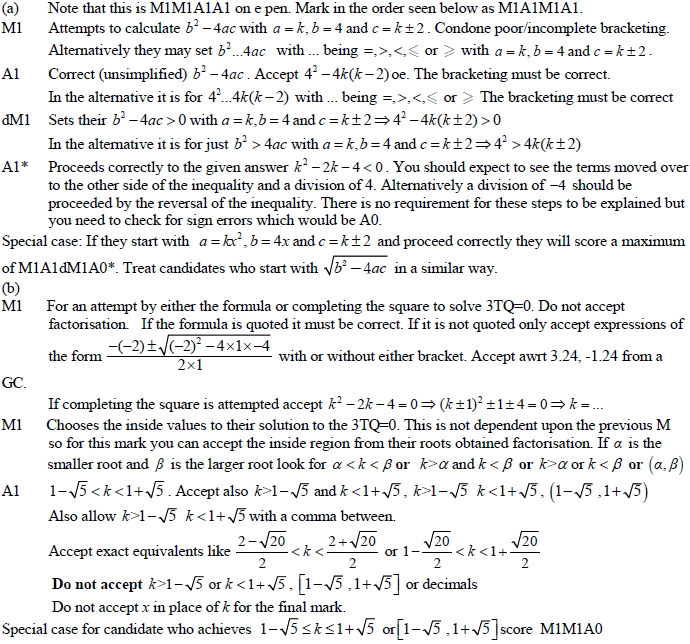 (a) Note that this is M1M1A1A1 on e pen. Mark in the order seen below as M1A1M1A1.
M1 Attempts to calculate b² − 4ac with a = k, b = 4 and c = k ± 2. Condone poor/incomplete bracketing.
Alternatively they may set b²...4ac with ... being =,>,<,⩽ or ⩾ with a = k, b = 4 and c = k ± 2.
A1 Correct (unsimplified) b² − 4ac. Accept 4² − 4k(k − 2) oe. The bracketing must be correct.
In the alternative it is for 4²...4k(k − 2) with ... being =,>,<,⩽ or ⩾ The bracketing must be correct
dM1 Sets their b² − 4ac > 0 with a = k, b = 4 and c = k ± 2 ⇒ 4² − 4k(k ± 2) > 0
In the alternative it is for just b² > 4ac with a = k, b = 4 and c = k ± 2 ⇒ 4² > 4k(k ± 2)
A1* Proceeds correctly to the given answer k² − 2k − 4 < 0. You should expect to see the terms moved over
to the other side of the inequality and a division of 4. Alternatively a division of −4 should be
proceeded by the reversal of the inequality. There is no requirement for these steps to be explained but
you need to check for sign errors which would be A0.
Special case: If they start with a = kx², b = 4x and c = k ± 2 and proceed correctly they will score a maximum
of M1A1dM1A0*. Treat candidates who start with √(b² − 4ac) in a similar way.
(b)
M1 For an attempt by either the formula or completing the square to solve 3TQ=0. Do not accept
factorisation. If the formula is quoted it must be correct. If it is not quoted only accept expressions of
the form (−(−2) ± √((−2)² − 4×1×−4))/(2×1) with or without either bracket. Accept awrt 3.24, -1.24 from a
GC.
If completing the square is attempted accept k² − 2k − 4 = 0 ⇒ (k ± 1)² ± 1 ± 4 = 0 ⇒ k = ...
M1 Chooses the inside values to their solution to the 3TQ=0. This is not dependent upon the previous M
so for this mark you can accept the inside region from their roots obtained factorisation. If α is the
smaller root and β is the larger root look for α < k < β or k > α and k < β or k > α or k < β or (α, β)
A1 1 − √5 < k < 1 + √5. Accept also k > 1 − √5 and k < 1 + √5, k > 1 − √5 k < 1 + √5, (1 − √5, 1 + √5)
Also allow k > 1 − √5 k < 1 + √5 with a comma between.
Accept exact equivalents like (2 − √20)/2 < k < (2 + √20)/2 or 1 − √20/2 < k < 1 + √20/2
Do not accept k > 1 − √5 or k < 1 + √5, [1 − √5, 1 + √5] or decimals
Do not accept x in place of k for the final mark.
Special case for candidate who achieves 1 − √5 ≤ k ≤ 1 + √5 or [1 − √5, 1 + √5] score M1M1A0